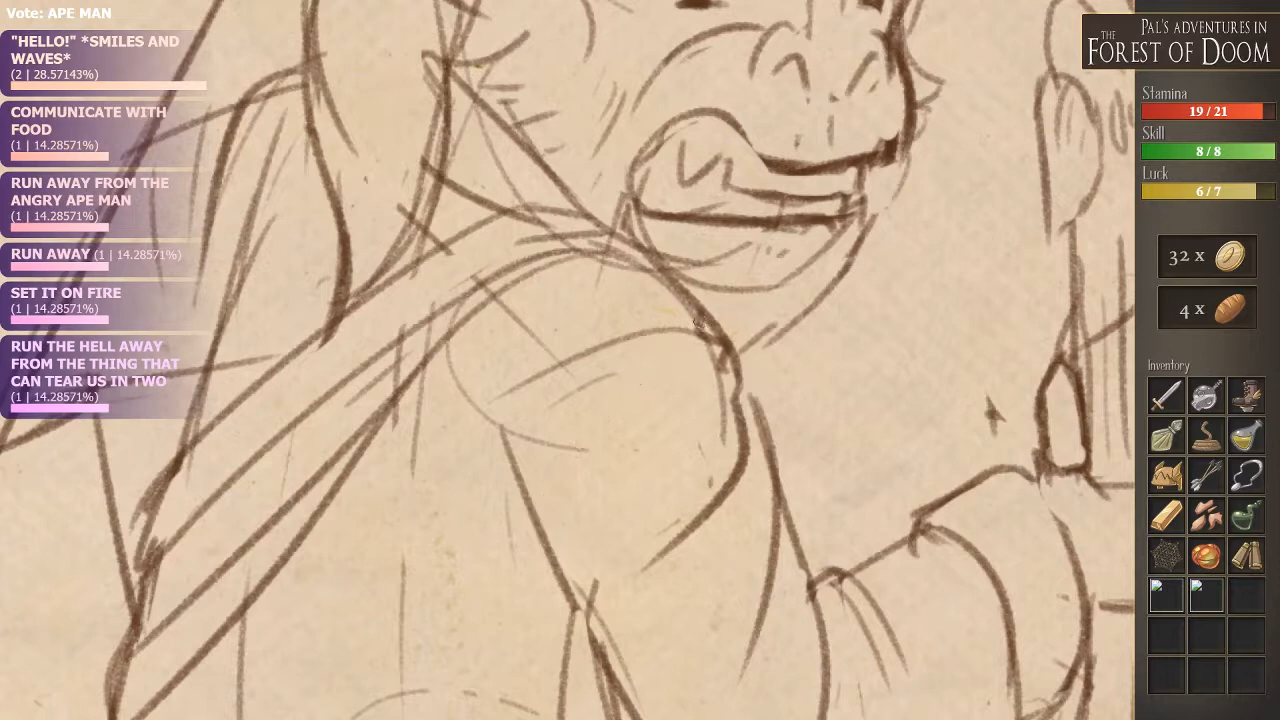 Vote: APE MAN
"HELLO!" *SMILES AND
WAVES*
(2 | 28.57143%)
COMMUNICATE WITH
FOOD
(1 | 14.28571%)
RUN AWAY FROM THE
ANGRY APE MAN
(1 | 14.28571%)
RUN AWAY (1 | 14.28571%)
SET IT ON FIRE
(1 | 14.28571%)
RUN THE HELL AWAY
FROM THE THING THAT
CAN TEAR US IN TWO
(1 | 14.28571%)
PAL'S ADVENTURES IN
THE FOREST OF DOOM
Stamina
19 / 21
Skill
8 / 8
Luck
6 / 7
32 x
4 x
Inventory